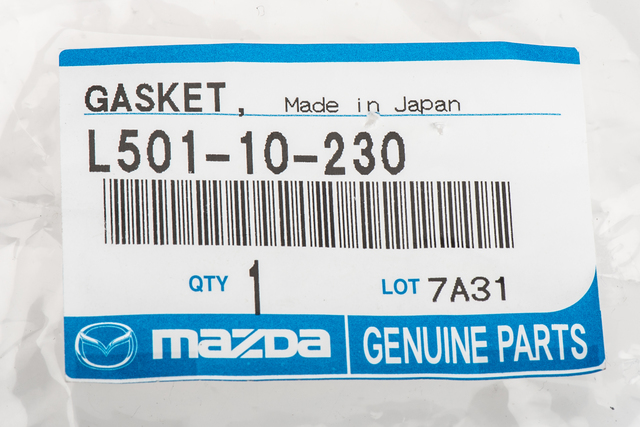 GASKET, Made in Japan
L501-10-230
QTY 1 LOT 7A31
mazda GENUINE PARTS